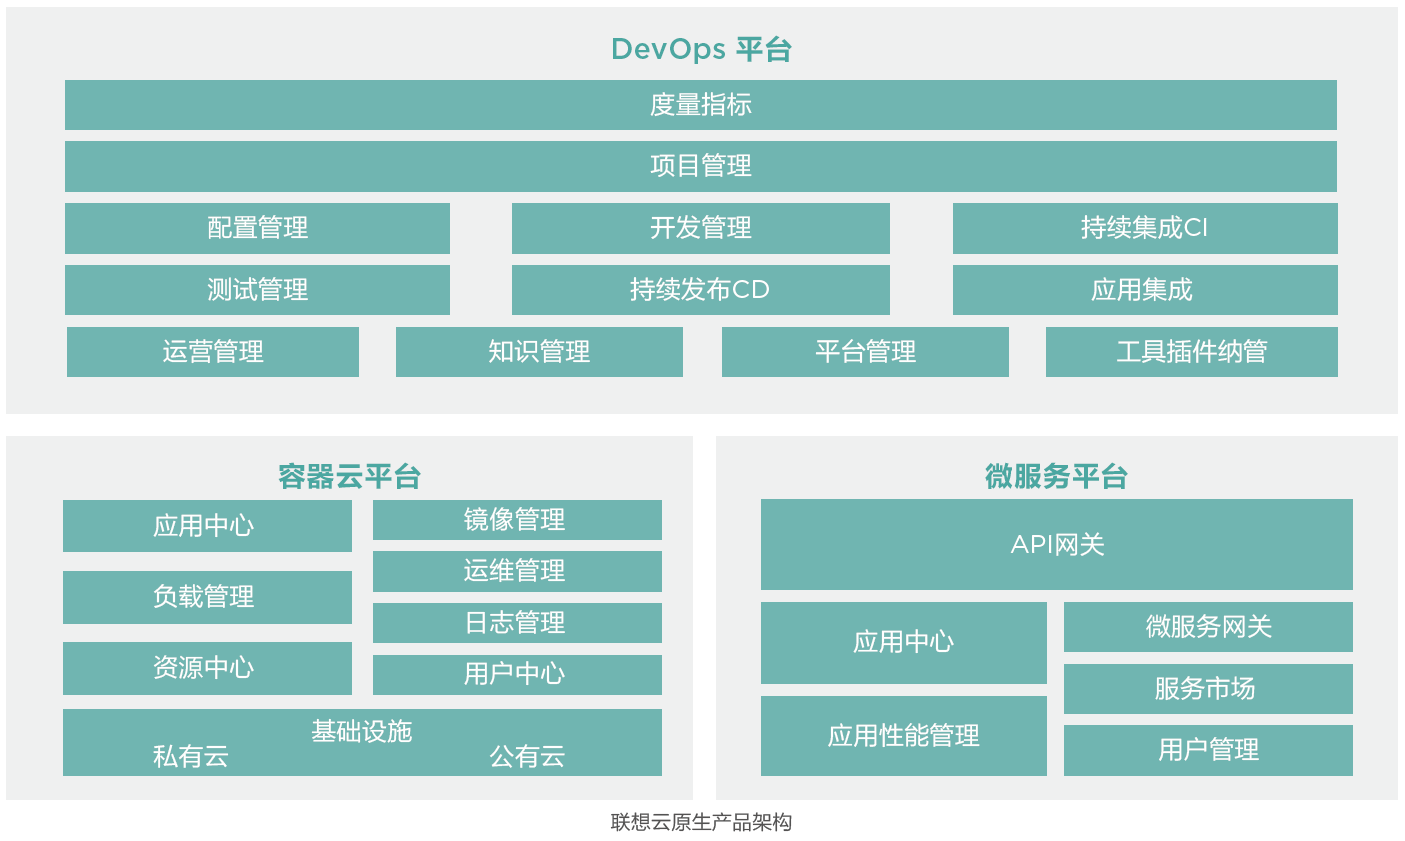 DevOps 平台
度量指标
项目管理
配置管理
开发管理
持续集成CI
测试管理
持续发布CD
应用集成
运营管理
知识管理
平台管理
工具插件纳管
容器云平台
应用中心
负载管理
资源中心
镜像管理
运维管理
日志管理
用户中心
基础设施
私有云
公有云
微服务平台
API网关
应用中心
应用性能管理
微服务网关
服务市场
用户管理
联想云原生产品架构